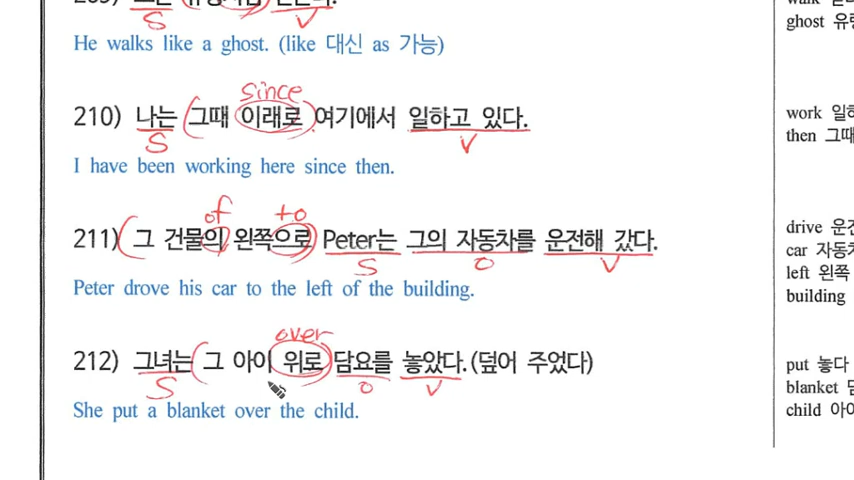 He walks like a ghost. (like 대신 as 가능)
since
210) 나는 그때 이래로 여기에서 일하고 있다.
S V
I have been working here since then.
of to
211) 그 건물의 왼쪽으로 Peter는 그의 자동차를 운전해 갔다.
S O V
Peter drove his car to the left of the building.
over
212) 그녀는 그 아이 위로 담요를 놓았다.(덮어 주었다)
S O V
She put a blanket over the child.
ghost
work
then 그때
drive
car
left 왼쪽
building
put 놓다
blanket
child